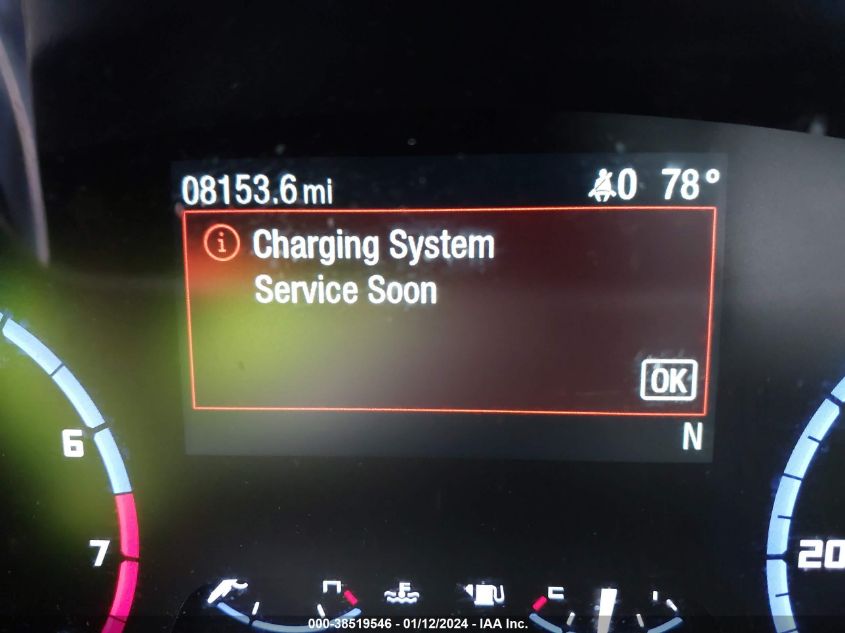 08153.6 mi 0 78°
Charging System
Service Soon
OK
N
6
7
20
000-38519546 - 01/12/2024 - IAA Inc.